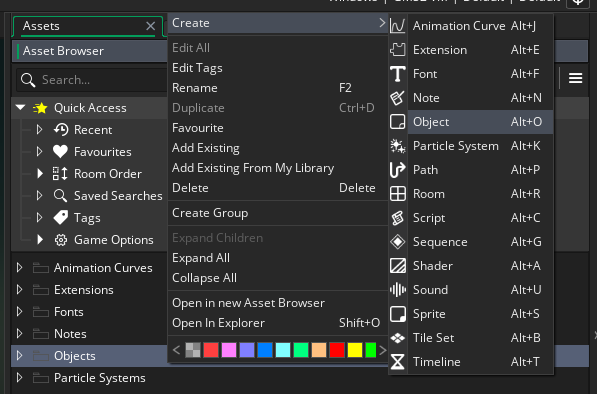 Assets
Asset Browser
Search...
Quick Access
Recent
Favourites
Room Order
Saved Searches
Tags
Game Options
Animation Curves
Extensions
Fonts
Notes
Objects
Particle Systems
Create
Edit All
Edit Tags
Rename F2
Duplicate Ctrl+D
Favourite
Add Existing
Add Existing From My Library
Delete Delete
Create Group
Expand Children
Expand All
Collapse All
Open in new Asset Browser
Open In Explorer Shift+O
Animation Curve Alt+J
Extension Alt+E
Font Alt+F
Note Alt+N
Object Alt+O
Particle System Alt+K
Path Alt+P
Room Alt+R
Script Alt+C
Sequence Alt+G
Shader Alt+A
Sound Alt+U
Sprite Alt+S
Tile Set Alt+B
Timeline Alt+T